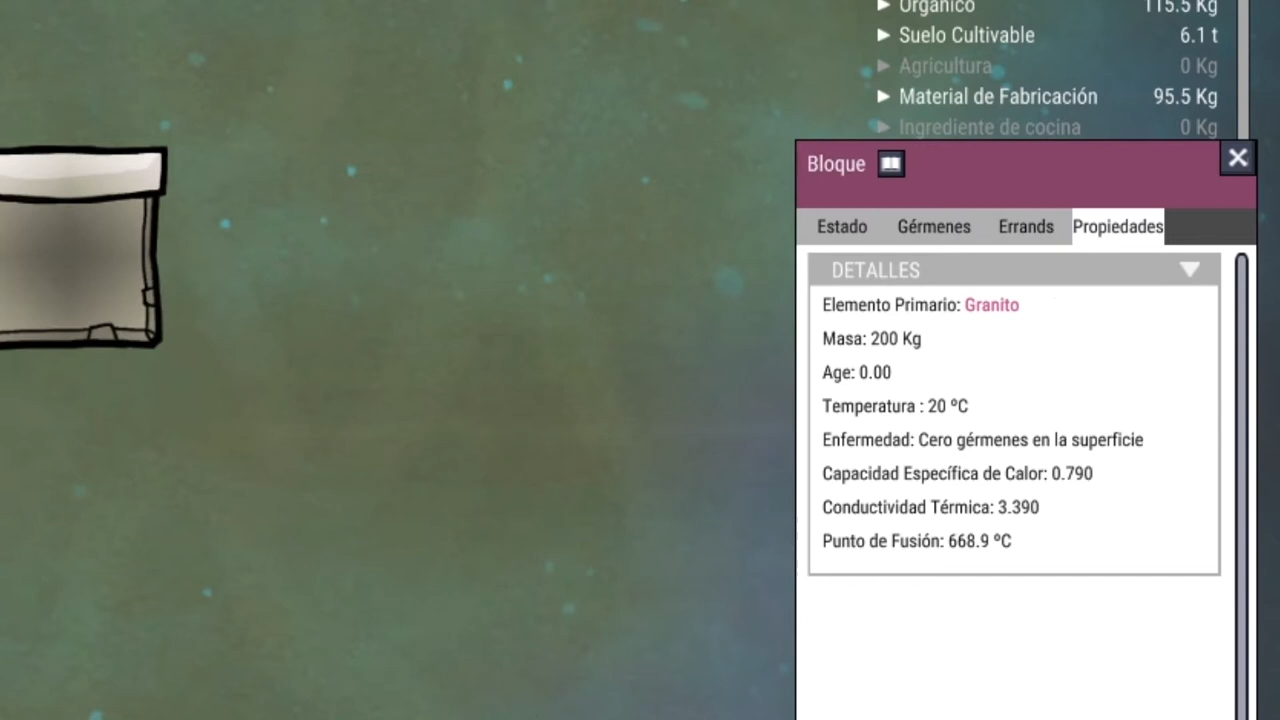 Orgánico 115.5 Kg
Suelo Cultivable 6.1 t
Agricultura 0 Kg
Material de Fabricación 95.5 Kg
Ingrediente de cocina 0 Kg
Bloque
Estado Gérmenes Errands Propiedades
DETALLES
Elemento Primario: Granito
Masa: 200 Kg
Age: 0.00
Temperatura : 20 ºC
Enfermedad: Cero gérmenes en la superficie
Capacidad Específica de Calor: 0.790
Conductividad Térmica: 3.390
Punto de Fusión: 668.9 ºC